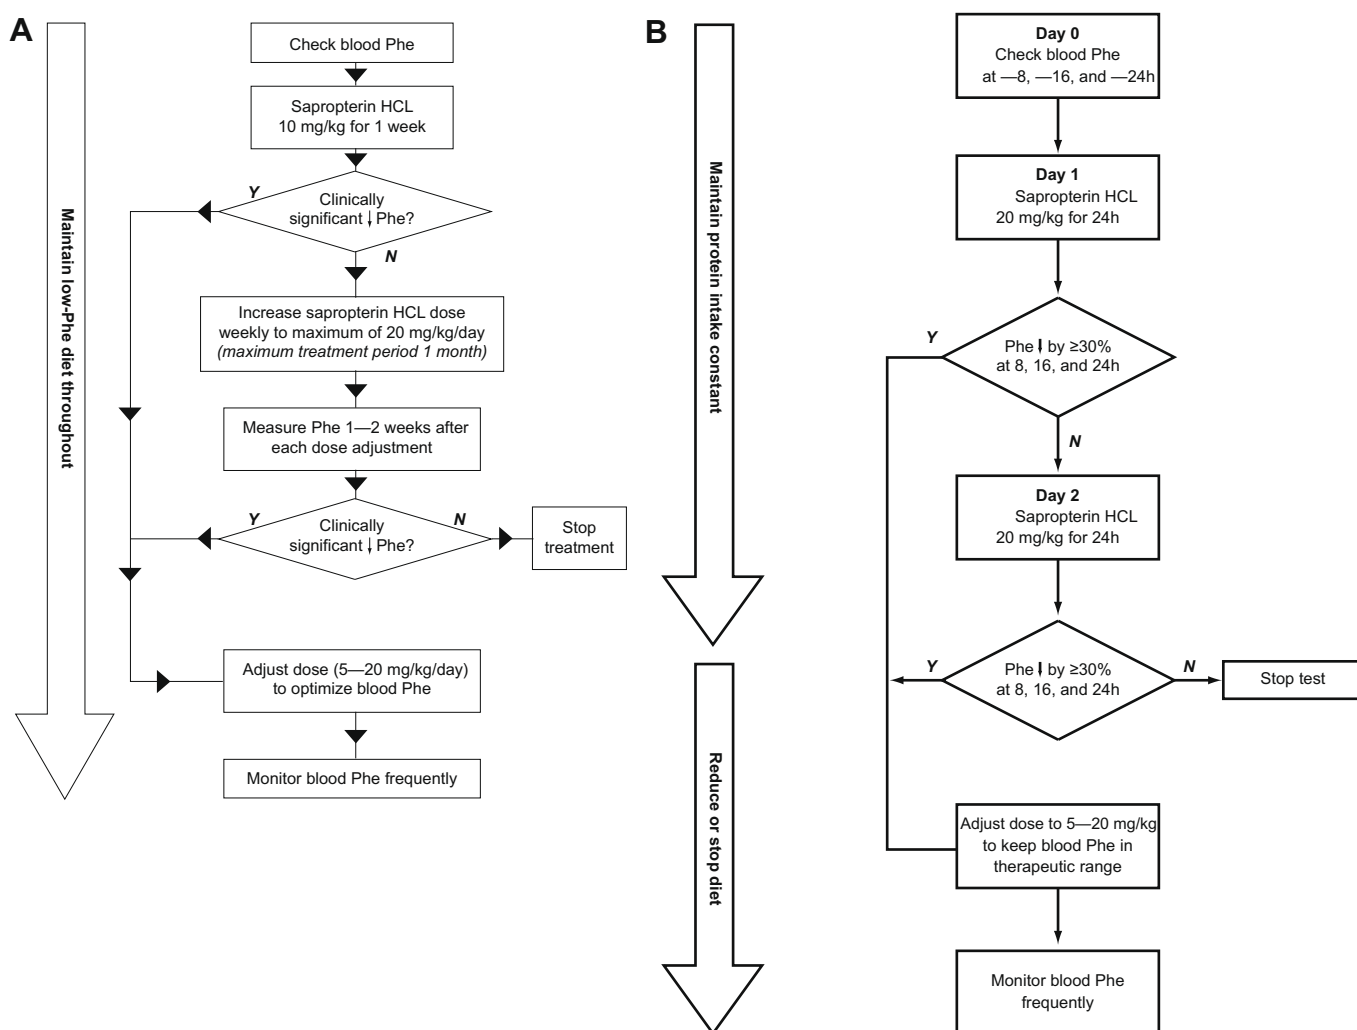 A
Maintain low-Phe diet throughout
Check blood Phe
Sapropterin HCL
10 mg/kg for 1 week
Y
Clinically
significant ↓ Phe?
N
Increase sapropterin HCL dose
weekly to maximum of 20 mg/kg/day
(maximum treatment period 1 month)
Measure Phe 1—2 weeks after
each dose adjustment
Y
Clinically
significant ↓ Phe?
N
Stop
treatment
Adjust dose (5—20 mg/kg/day)
to optimize blood Phe
Monitor blood Phe frequently
B
Maintain protein intake constant
Reduce or stop diet
Day 0
Check blood Phe
at —8, —16, and —24h
Day 1
Sapropterin HCL
20 mg/kg for 24h
Y
Phe ↓ by ≥30%
at 8, 16, and 24h
N
Day 2
Sapropterin HCL
20 mg/kg for 24h
Y
Phe ↓ by ≥30%
at 8, 16, and 24h
N
Stop test
Adjust dose to 5—20 mg/kg
to keep blood Phe in
therapeutic range
Monitor blood Phe
frequently